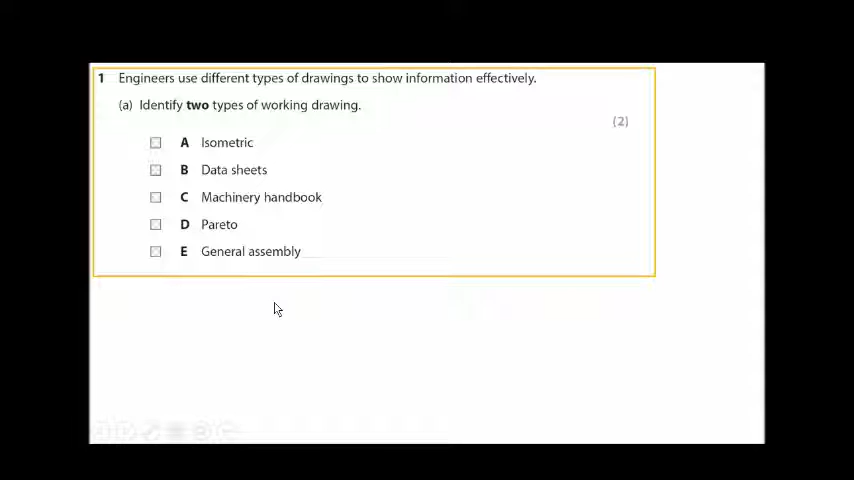 1 Engineers use different types of drawings to show information effectively.
(a) Identify two types of working drawing.
(2)
A Isometric
B Data sheets
C Machinery handbook
D Pareto
E General assembly